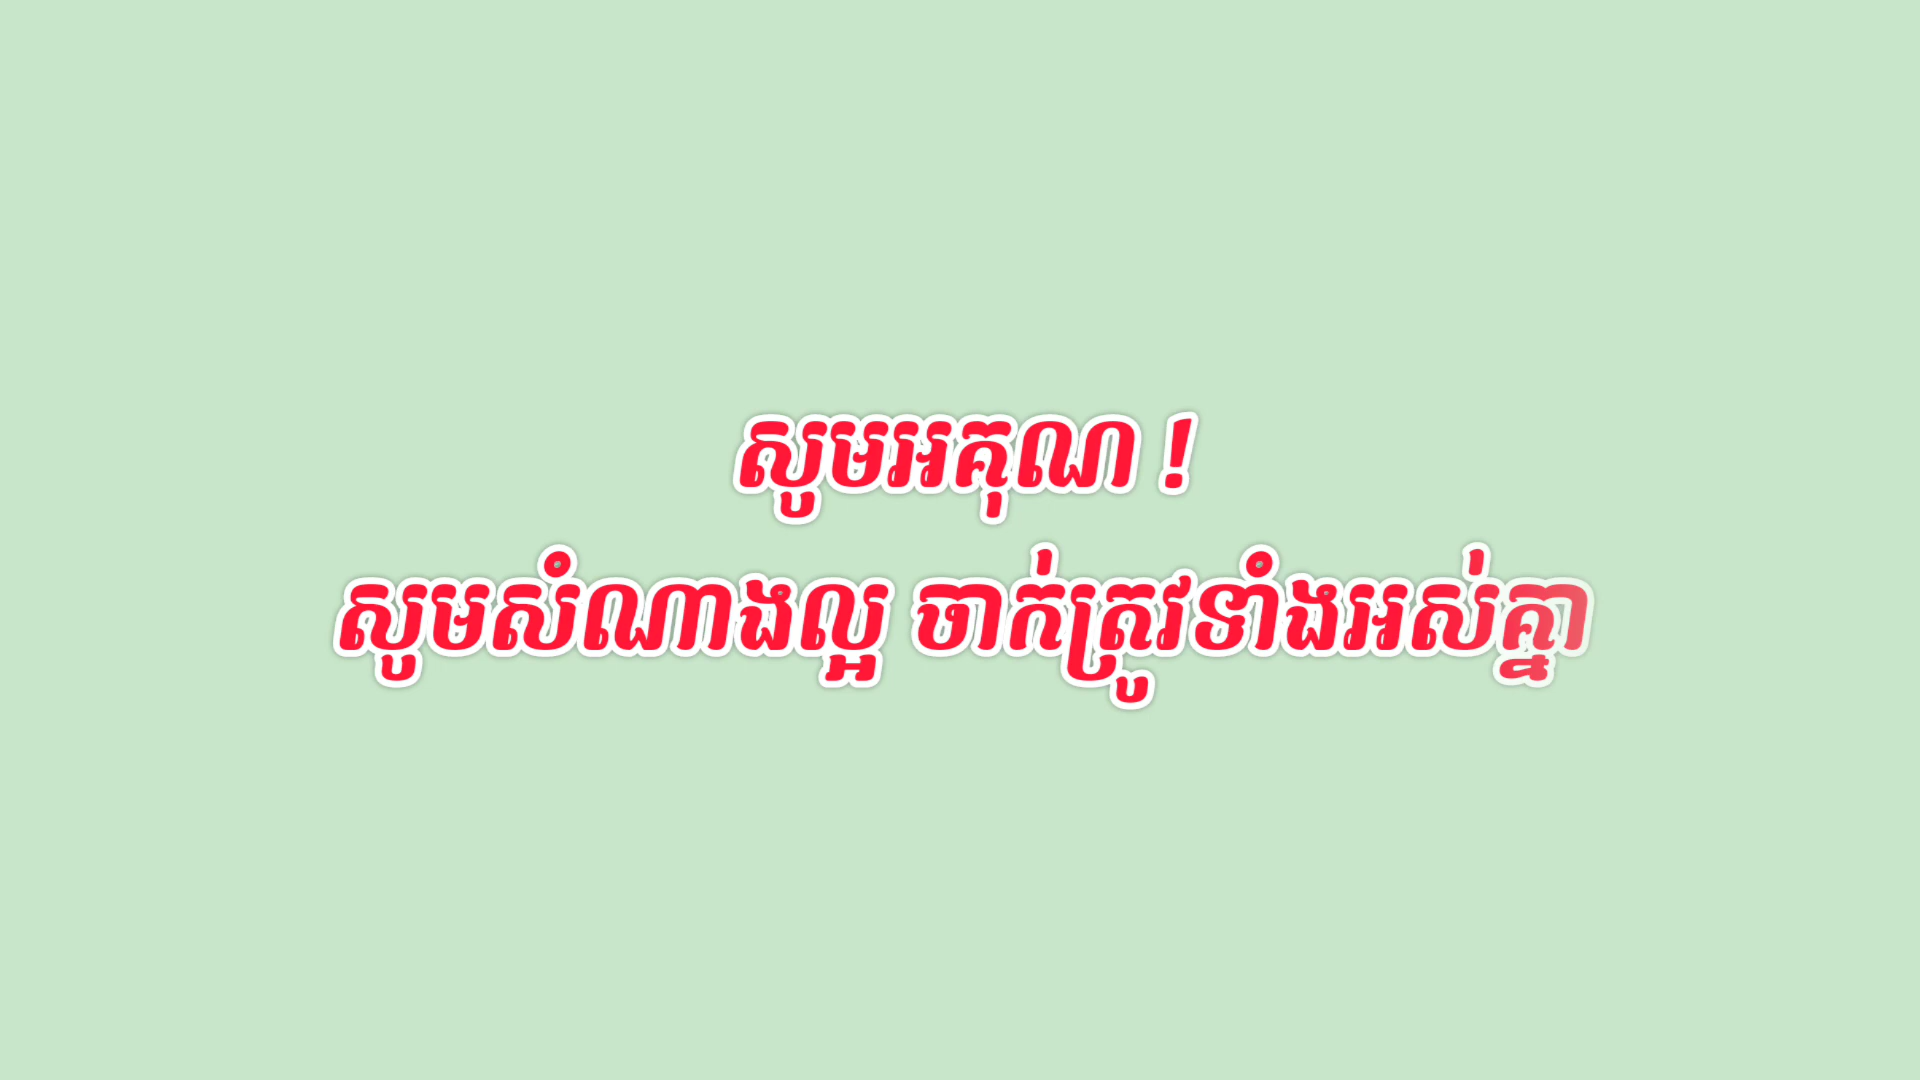 សូមអគុណ !
សូមសំណាងល្អ ចាក់ត្រូវទាំងអស់គ្នា